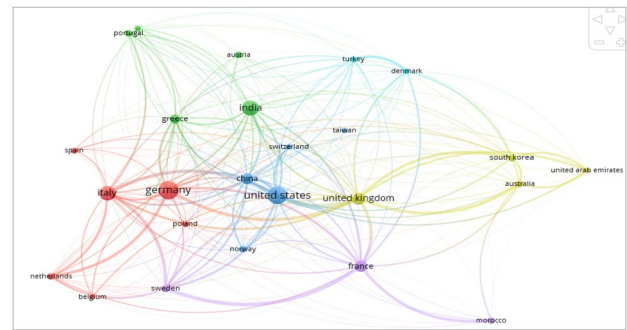 portugal
austria
turkey
denmark
india
greece
taiwan
switzerland
spain
south korea
united arab emirates
china
australia
italy
germany
united states
united kingdom
poland
norway
france
netherlands
sweden
belgium
morocco